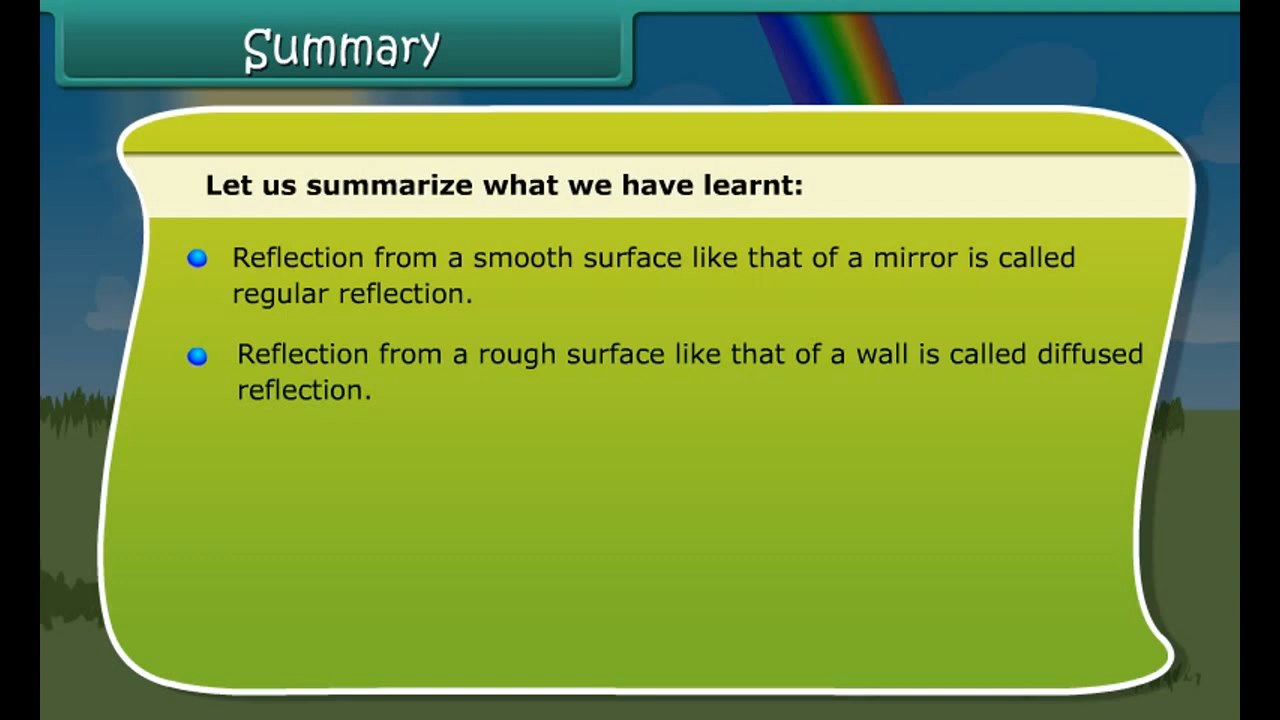 Summary
Let us summarize what we have learnt:
Reflection from a smooth surface like that of a mirror is called
regular reflection.
Reflection from a rough surface like that of a wall is called diffused
reflection.